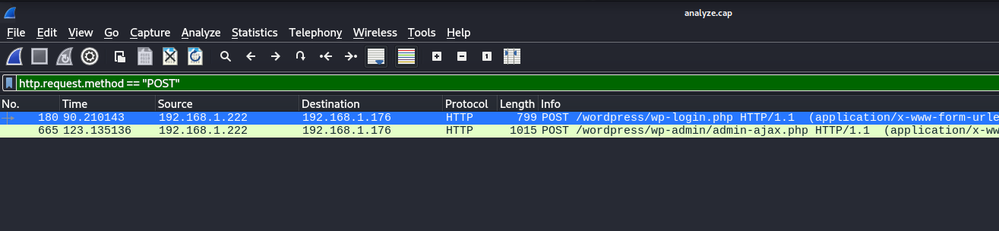 analyze.cap
File Edit View Go Capture Analyze Statistics Telephony Wireless Tools Help
1
http.request.method == "POST"
No. Time Source Destination Protocol Length Info
180 90.210143 192.168.1.222 192.168.1.176 HTTP 799 POST /wordpress/wp-login.php HTTP/1.1 (application/x-www-form-urle
665 123.135136 192.168.1.222 192.168.1.176 HTTP 1015 POST /wordpress/wp-admin/admin-ajax.php HTTP/1.1 (application/x-ww